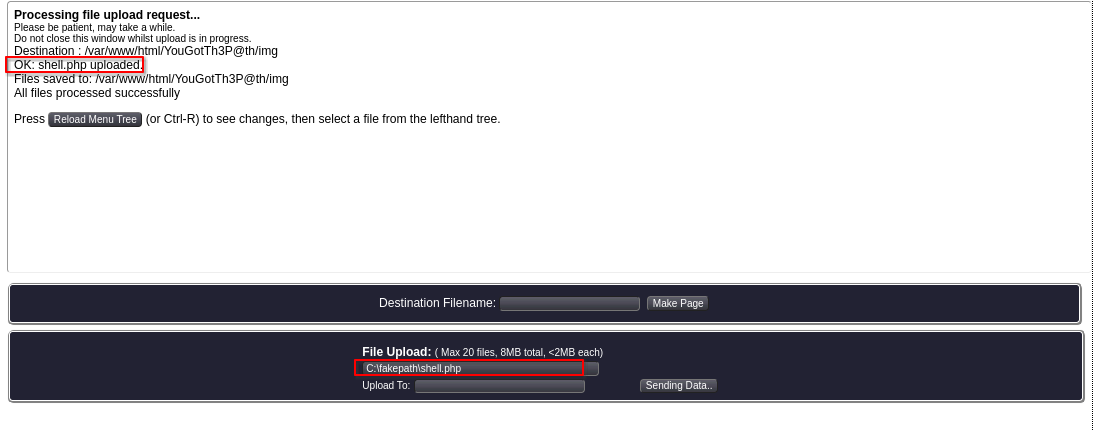 Processing file upload request...
Please be patient, may take a while.
Do not close this window whilst upload is in progress.
Destination : /var/www/html/YouGotTh3P@th/img
OK: shell.php uploaded.
Files saved to: /var/www/html/YouGotTh3P@th/img
All files processed successfully
Press Reload Menu Tree (or Ctrl-R) to see changes, then select a file from the lefthand tree.
Destination Filename: Make Page
File Upload: ( Max 20 files, 8MB total, <2MB each)
C:\fakepath\shell.php
Upload To: Sending Data..